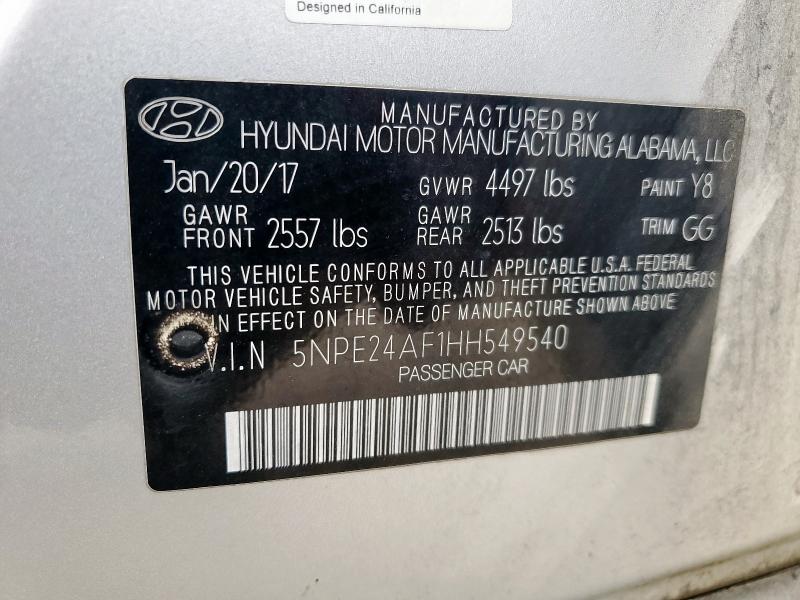 Designed in California
MANUFACTURED BY
HYUNDAI MOTOR MANUFACTURING ALABAMA, LLC
Jan/20/17 GVWR 4497 lbs PAINT Y8
GAWR FRONT 2557 lbs GAWR REAR 2513 lbs TRIM GG
THIS VEHICLE CONFORMS TO ALL APPLICABLE U.S.A. FEDERAL
MOTOR VEHICLE SAFETY, BUMPER, AND THEFT PREVENTION STANDARDS
IN EFFECT ON THE DATE OF MANUFACTURE SHOWN ABOVE
V.I.N 5NPE24AF1HH549540
PASSENGER CAR